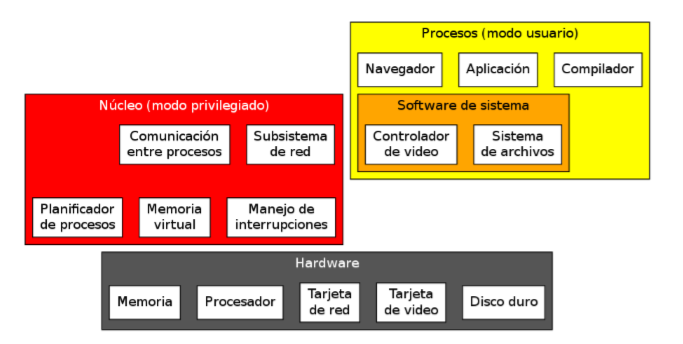 Procesos (modo usuario)
Navegador
Aplicación
Compilador
Software de sistema
Controlador
de video
Sistema
de archivos
Núcleo (modo privilegiado)
Comunicación
entre procesos
Subsistema
de red
Planificador
de procesos
Memoria
virtual
Manejo de
interrupciones
Hardware
Memoria
Procesador
Tarjeta
de red
Tarjeta
de video
Disco duro